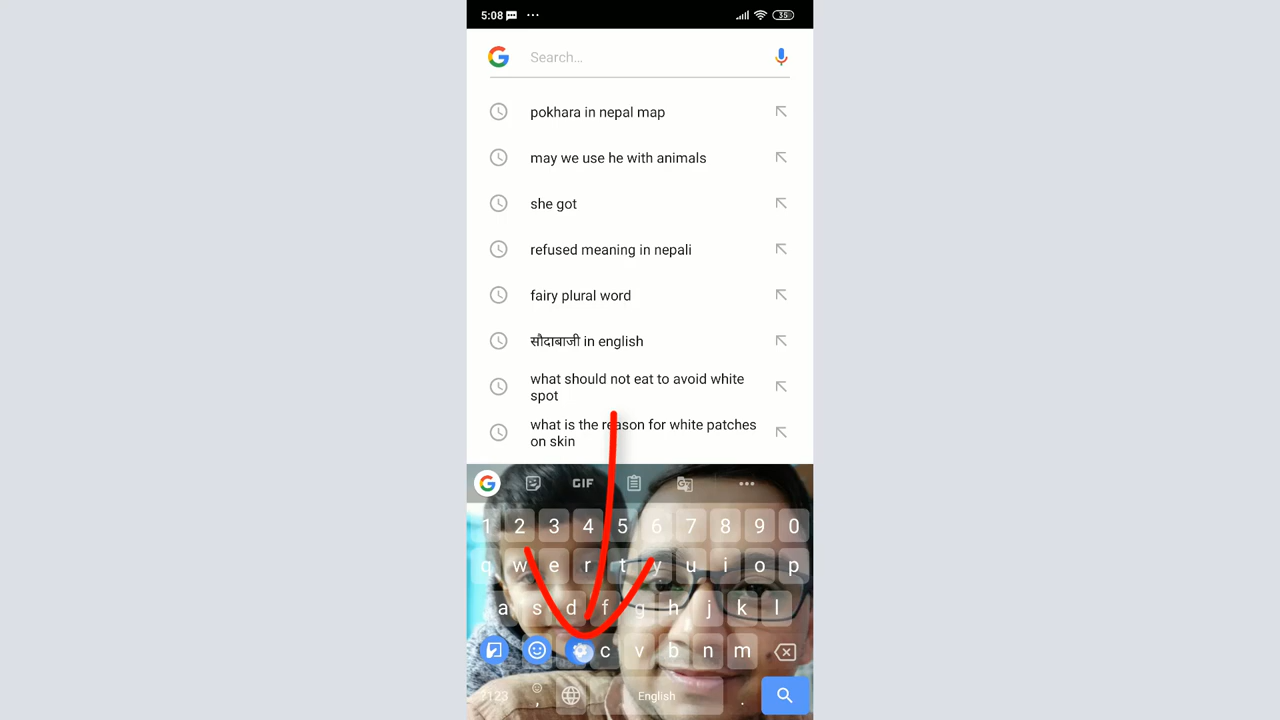 5:08 ... 35
Search...
pokhara in nepal map
may we use he with animals
she got
refused meaning in nepali
fairy plural word
सौदाबाजी in english
what should not eat to avoid white
spot
what is the reason for white patches
on skin
GIF
1 2 3 4 5 6 7 8 9 0
q w e r t y u i o p
a s d f g h j k l
c v b n m
?123 , English .